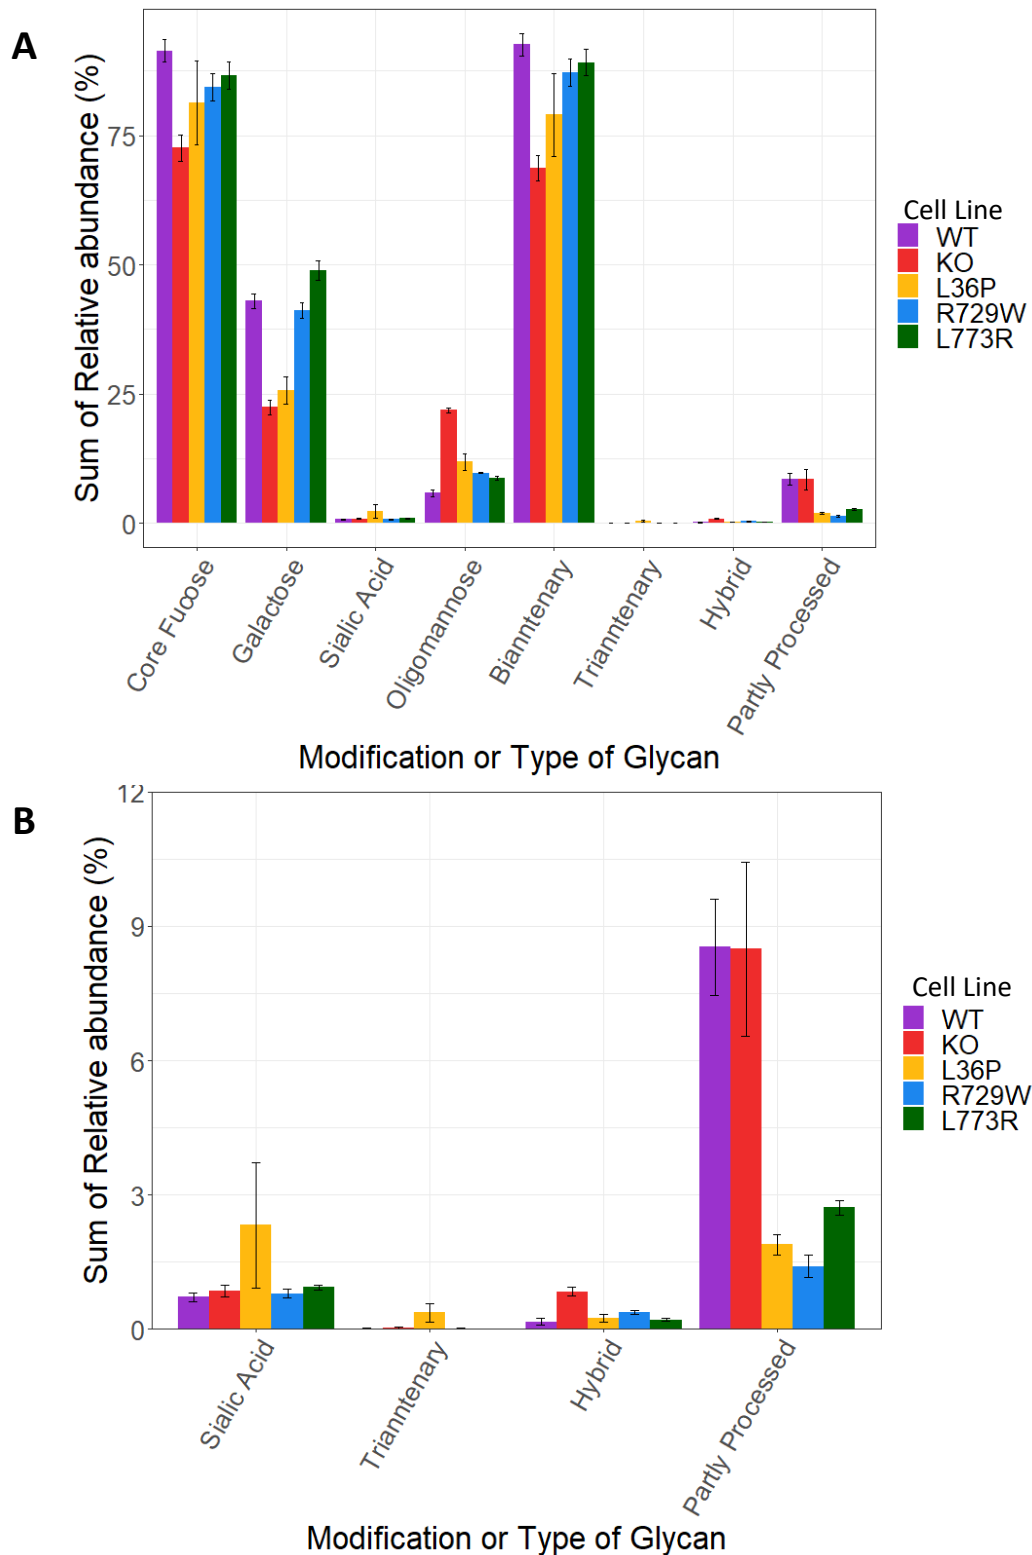 A
Sum of Relative abundance (%)
75
50
25
0
Core Fucose
Galactose
Sialic Acid
Oligomannose
Bianntenary
Trianntenary
Hybrid
Partly Processed
Modification or Type of Glycan
Cell Line
WT
KO
L36P
R729W
L773R
B
Sum of Relative abundance (%)
12
9
6
3
0
Sialic Acid
Trianntenary
Hybrid
Partly Processed
Modification or Type of Glycan
Cell Line
WT
KO
L36P
R729W
L773R